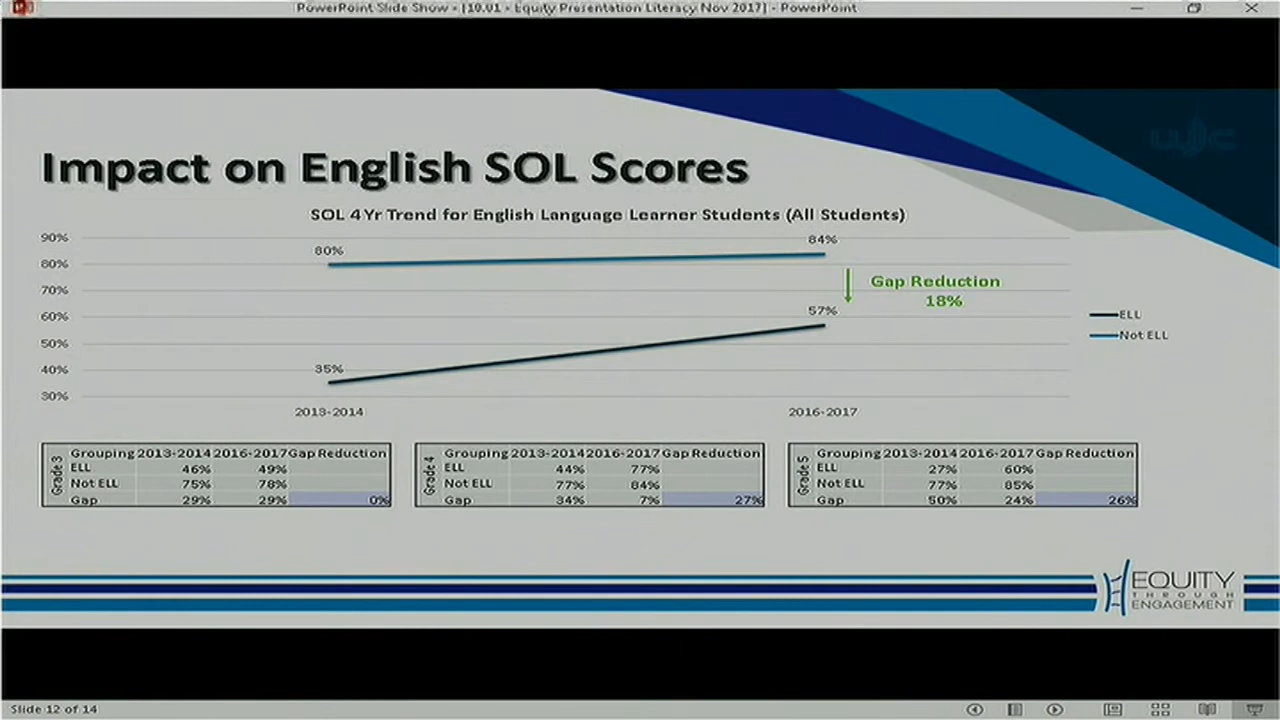 PowerPoint Slide Show - [10.01 - Equity Presentation Literacy Nov 2017] - PowerPoint
WJC
Impact on English SOL Scores
SOL 4 Yr Trend for English Language Learner Students (All Students)
90%
80%
70%
60%
50%
40%
30%
80%
84%
35%
57%
Gap Reduction
18%
ELL
Not ELL
2013-2014
2016-2017
Grade 3
Grouping 2013-2014 2016-2017 Gap Reduction
ELL 46% 49%
Not ELL 75% 78%
Gap 29% 29% 0%
Grade 4
Grouping 2013-2014 2016-2017 Gap Reduction
ELL 44% 77%
Not ELL 77% 84%
Gap 34% 7% 27%
Grade 5
Grouping 2013-2014 2016-2017 Gap Reduction
ELL 27% 60%
Not ELL 77% 85%
Gap 50% 24% 26%
EQUITY
THROUGH
ENGAGEMENT
Slide 12 of 14